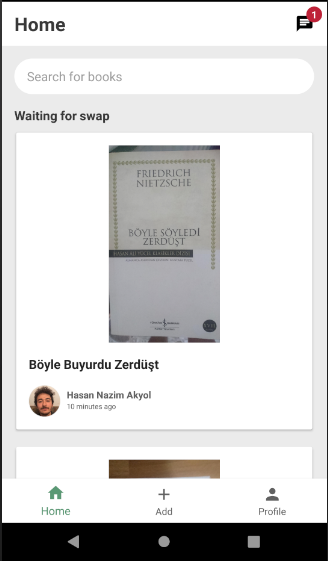 Home
1
Search for books
Waiting for swap
FRIEDRICH
NIETZSCHE
BÖYLE SÖYLEDİ
ZERDÜŞT
Böyle Buyurdu Zerdüşt
Hasan Nazim Akyol
10 minutes ago
Home
Add
Profile